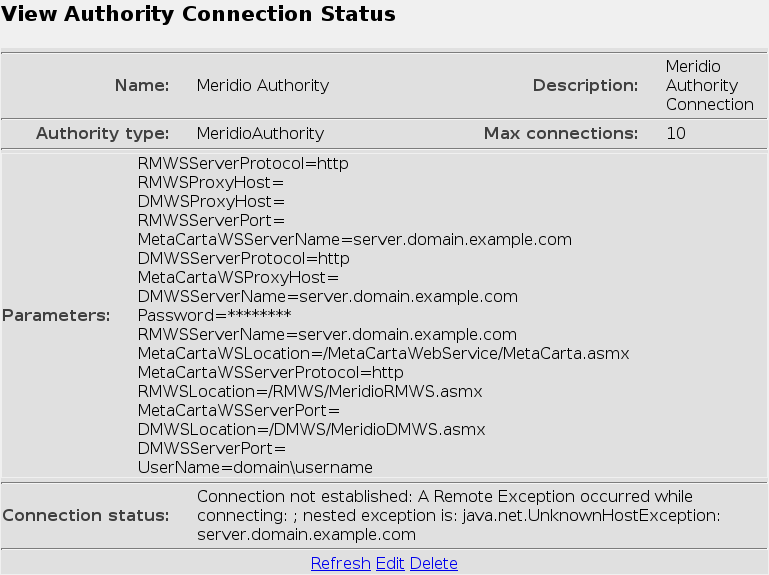 View Authority Connection Status
Name: Meridio Authority Description: Meridio Authority Connection
Authority type: MeridioAuthority Max connections: 10
Parameters:
RMWSServerProtocol=http
RMWSProxyHost=
DMWSProxyHost=
RMWSServerPort=
MetaCartaWSServerName=server.domain.example.com
DMWSServerProtocol=http
MetaCartaWSProxyHost=
DMWSServerName=server.domain.example.com
Password=********
RMWSServerName=server.domain.example.com
MetaCartaWSLocation=/MetaCartaWebService/MetaCarta.asmx
MetaCartaWSServerProtocol=http
RMWSLocation=/RMWS/MeridioRMWS.asmx
MetaCartaWSServerPort=
DMWSLocation=/DMWS/MeridioDMWS.asmx
DMWSServerPort=
UserName=domain\username
Connection status:
Connection not established: A Remote Exception occurred while
connecting: ; nested exception is: java.net.UnknownHostException:
server.domain.example.com
Refresh Edit Delete